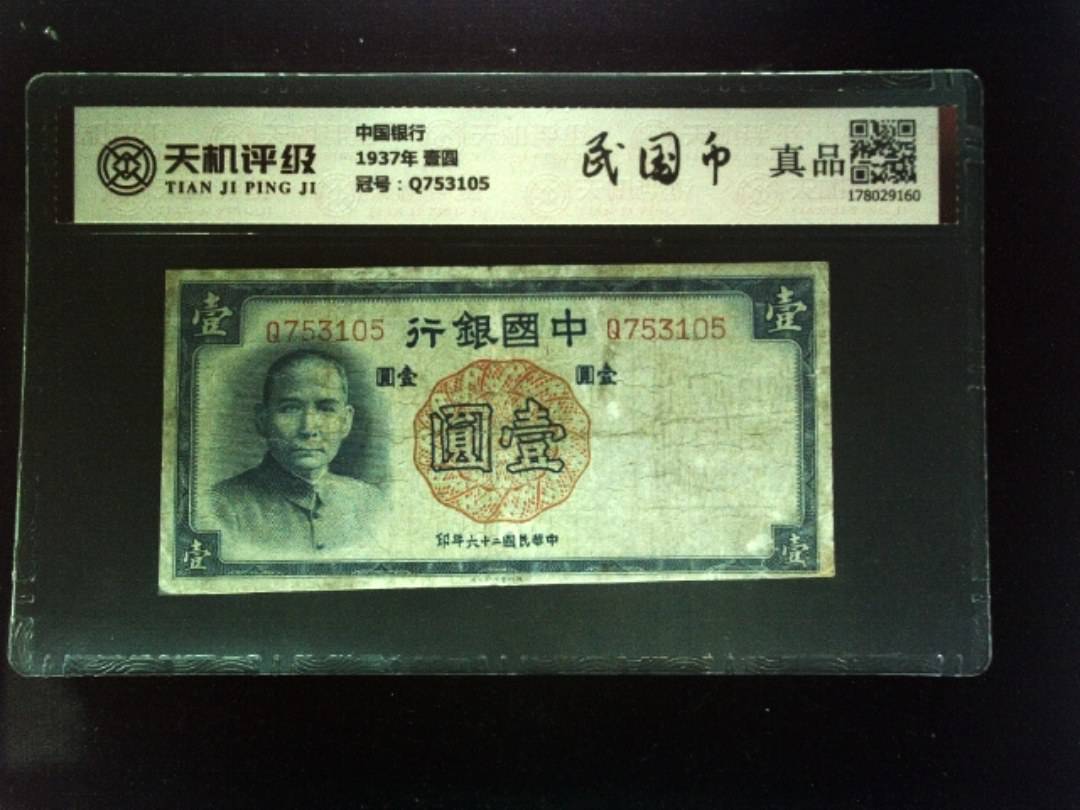 天机评级
TIAN JI PING JI
中国银行
1937年 壹圆
冠号：Q753105
民国币
真品
178029160
壹
壹
Q753105 行銀國中 Q753105
圓壹
圓壹
圓壹
印年六十二國民華中
壹
壹